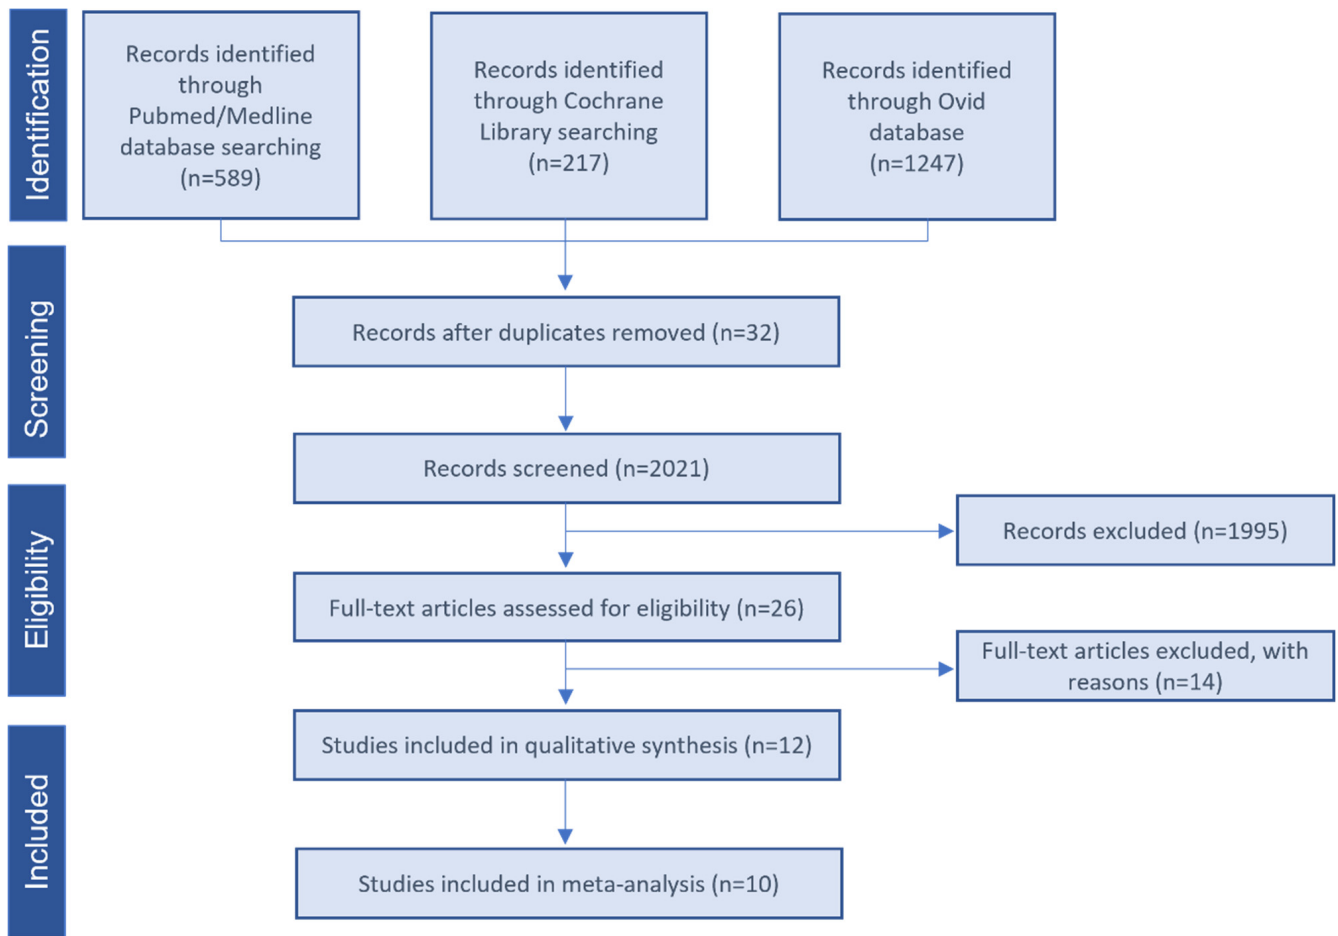 Identification
Records identified
through
Pubmed/Medline
database searching
(n=589)
Records identified
through Cochrane
Library searching
(n=217)
Records identified
through Ovid
database
(n=1247)
Screening
Records after duplicates removed (n=32)
Records screened (n=2021)
Eligibility
Records excluded (n=1995)
Full-text articles assessed for eligibility (n=26)
Full-text articles excluded, with
reasons (n=14)
Included
Studies included in qualitative synthesis (n=12)
Studies included in meta-analysis (n=10)